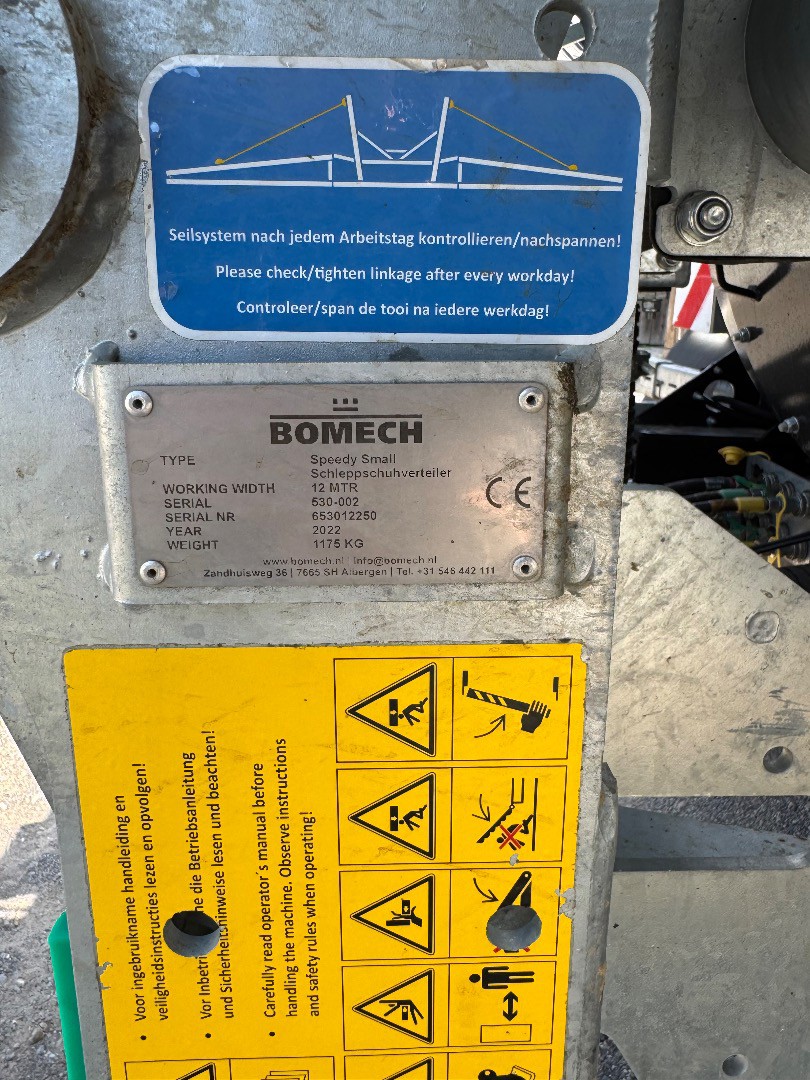 Seilsystem nach jedem Arbeitstag kontrollieren/nachspannen!
Please check/tighten linkage after every workday!
Controleer/span de tooi na iedere werkdag!
BOMECH
TYPE Speedy Small
Schleppschuhverteiler
WORKING WIDTH 12 MTR
SERIAL 530-002
SERIAL NR 653012250
YEAR 2022
WEIGHT 1175 KG
CE
www.bomech.nl | info@bomech.nl
Zandhuisweg 36 | 7665 SH Albergen | Tel. +31 546 442 111
• Voor ingebruikname handleiding en
veiligheidsinstructies lezen en opvolgen!
• Vor die Betriebsanleitung
und Sicherheitshinweise lesen und beachten!
• Carefully read operator's manual before
handling the machine. Observe instructions
and safety rules when operating!